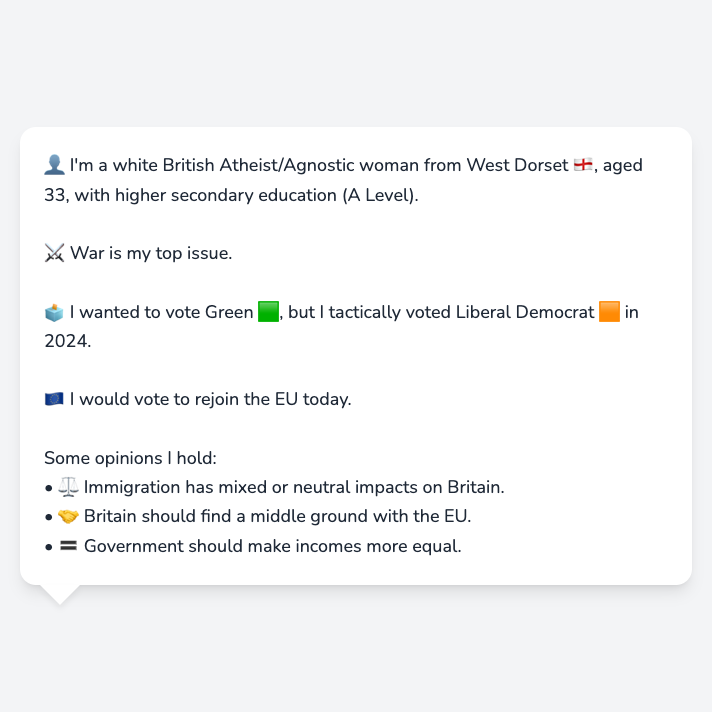 👤 I'm a white British Atheist/Agnostic woman from West Dorset 🏴󠁧󠁢󠁥󠁮󠁧󠁿, aged
33, with higher secondary education (A Level).
⚔️ War is my top issue.
🗳️ I wanted to vote Green 🟩, but I tactically voted Liberal Democrat 🟧 in
2024.
🇪🇺 I would vote to rejoin the EU today.
Some opinions I hold:
• ⚖️ Immigration has mixed or neutral impacts on Britain.
• 🤝 Britain should find a middle ground with the EU.
• 🟰 Government should make incomes more equal.